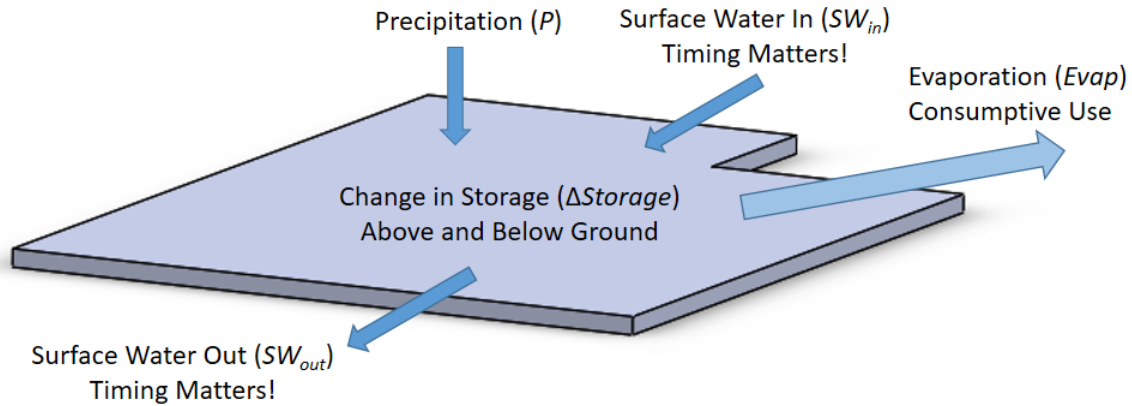 Precipitation (P)
Surface Water In (SWin)
Timing Matters!
Evaporation (Evap)
Consumptive Use
Change in Storage (ΔStorage)
Above and Below Ground
Surface Water Out (SWout)
Timing Matters!